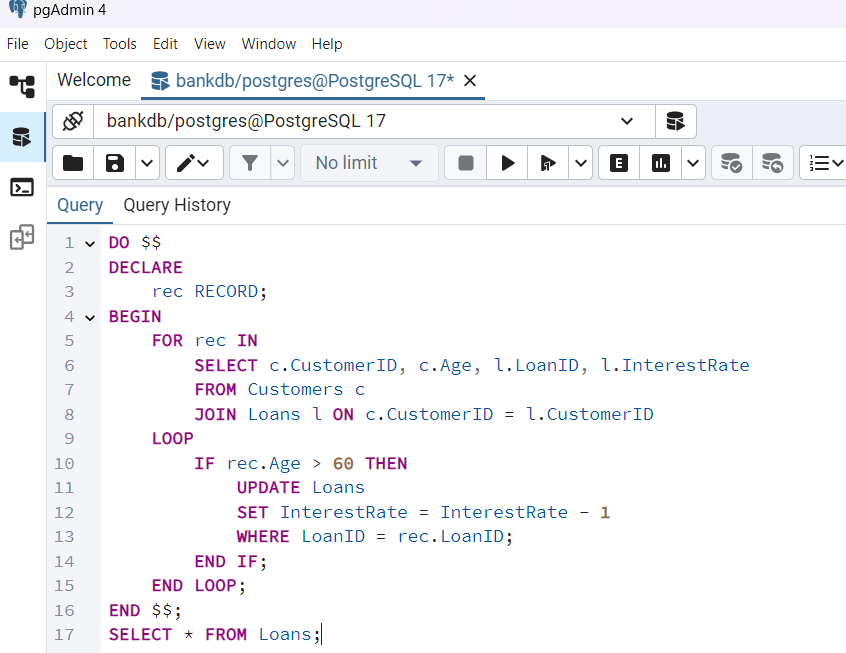 pgAdmin 4
File Object Tools Edit View Window Help
Welcome bankdb/postgres@PostgreSQL 17*
bankdb/postgres@PostgreSQL 17
No limit E
Query Query History
1 DO $$
2 DECLARE
3 rec RECORD;
4 BEGIN
5 FOR rec IN
6 SELECT c.CustomerID, c.Age, l.LoanID, l.InterestRate
7 FROM Customers c
8 JOIN Loans l ON c.CustomerID = l.CustomerID
9 LOOP
10 IF rec.Age > 60 THEN
11 UPDATE Loans
12 SET InterestRate = InterestRate - 1
13 WHERE LoanID = rec.LoanID;
14 END IF;
15 END LOOP;
16 END $$;
17 SELECT * FROM Loans;